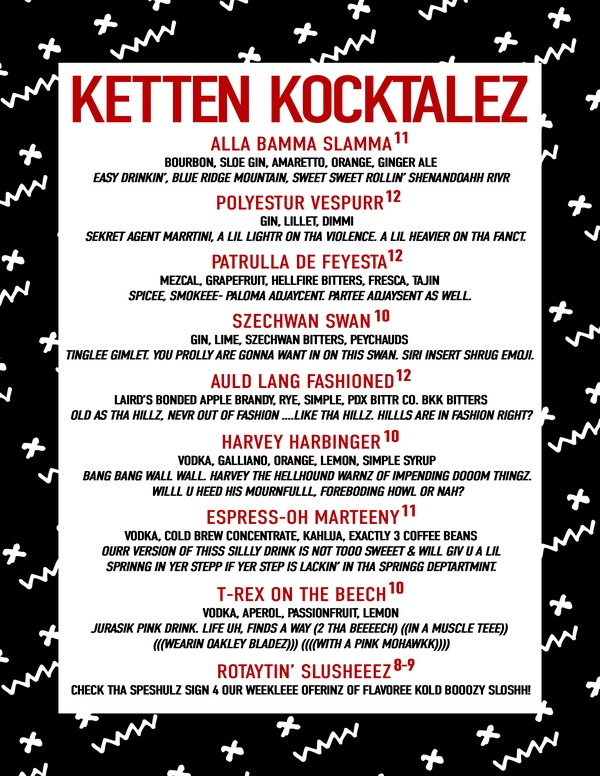 KETTEN KOCKTALEZ
ALLA BAMMA SLAMMA 11
BOURBON, SLOE GIN, AMARETTO, ORANGE, GINGER ALE
EASY DRINKIN', BLUE RIDGE MOUNTAIN, SWEET SWEET ROLLIN' SHENANDOAHH RIVR
POLYESTUR VESPURR 12
GIN, LILLET, DIMMI
SEKRET AGENT MARRTINI, A LIL LIGHTR ON THA VIOLENCE. A LIL HEAVIER ON THA FANCT.
PATRULLA DE FEYESTA 12
MEZCAL, GRAPEFRUIT, HELLFIRE BITTERS, FRESCA, TAJIN
SPICEE, SMOKEEE- PALOMA ADJAYCENT. PARTEE ADJAYSENT AS WELL.
SZECHWAN SWAN 10
GIN, LIME, SZECHWAN BITTERS, PEYCHAUDS
TINGLEE GIMLET. YOU PROLLY ARE GONNA WANT IN ON THIS SWAN. SIRI INSERT SHRUG EMOJI.
AULD LANG FASHIONED 12
LAIRD'S BONDED APPLE BRANDY, RYE, SIMPLE, PDX BITTR CO. BKK BITTERS
OLD AS THA HILLZ, NEVR OUT OF FASHION ....LIKE THA HILLZ. HILLLS ARE IN FASHION RIGHT?
HARVEY HARBINGER 10
VODKA, GALLIANO, ORANGE, LEMON, SIMPLE SYRUP
BANG BANG WALL WALL. HARVEY THE HELLHOUND WARNZ OF IMPENDING DOOOM THINGZ.
WILLL U HEED HIS MOURNFULLL, FOREBODING HOWL OR NAH?
ESPRESS-OH MARTEENY 11
VODKA, COLD BREW CONCENTRATE, KAHLUA, EXACTLY 3 COFFEE BEANS
OURR VERSION OF THISS SILLLY DRINK IS NOT TOOO SWEEET & WILL GIV U A LIL
SPRINNG IN YER STEPP IF YER STEP IS LACKIN' IN THA SPRINGG DEPTARTMINT.
T-REX ON THE BEECH 10
VODKA, APEROL, PASSIONFRUIT, LEMON
JURASIK PINK DRINK. LIFE UH, FINDS A WAY (2 THA BEEEECH) ((IN A MUSCLE TEEE))
(((WEARIN OAKLEY BLADEZ))) ((((WITH A PINK MOHAWKK))))
ROTAYTIN' SLUSHEEEZ 8-9
CHECK THA SPESHULZ SIGN 4 OUR WEEKLEEE OFERINZ OF FLAVOREE KOLD BOOOZY SLOSHH!